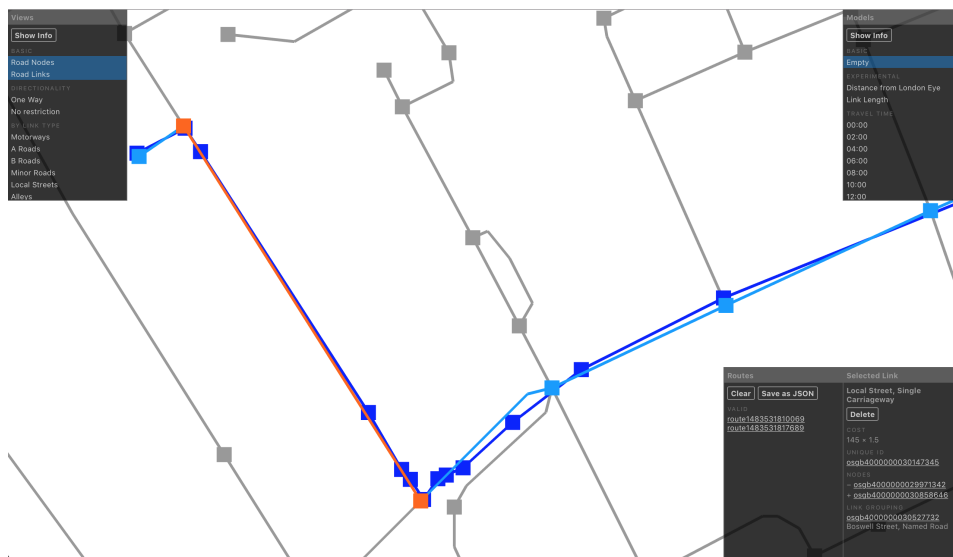 Views
Show Info
BASIC
Road Nodes
Road Links
DIRECTIONALITY
One Way
No restriction
BY LINK TYPE
Motorways
A Roads
B Roads
Minor Roads
Local Streets
Alleys
Models
Show Info
BASIC
Empty
EXPERIMENTAL
Distance from London Eye
Link Length
TRAVEL TIME
00:00
02:00
04:00
06:00
08:00
10:00
12:00
Routes
Clear Save as JSON
VALID
route1483531810069
route1483531817689
Selected Link
Local Street, Single
Carriageway
Delete
COST
145 × 1.5
UNIQUE ID
osgb4000000030147345
NODES
− osgb4000000029971342
+ osgb4000000030858646
LINK GROUPING
osgb4000000030527732
Boswell Street, Named Road